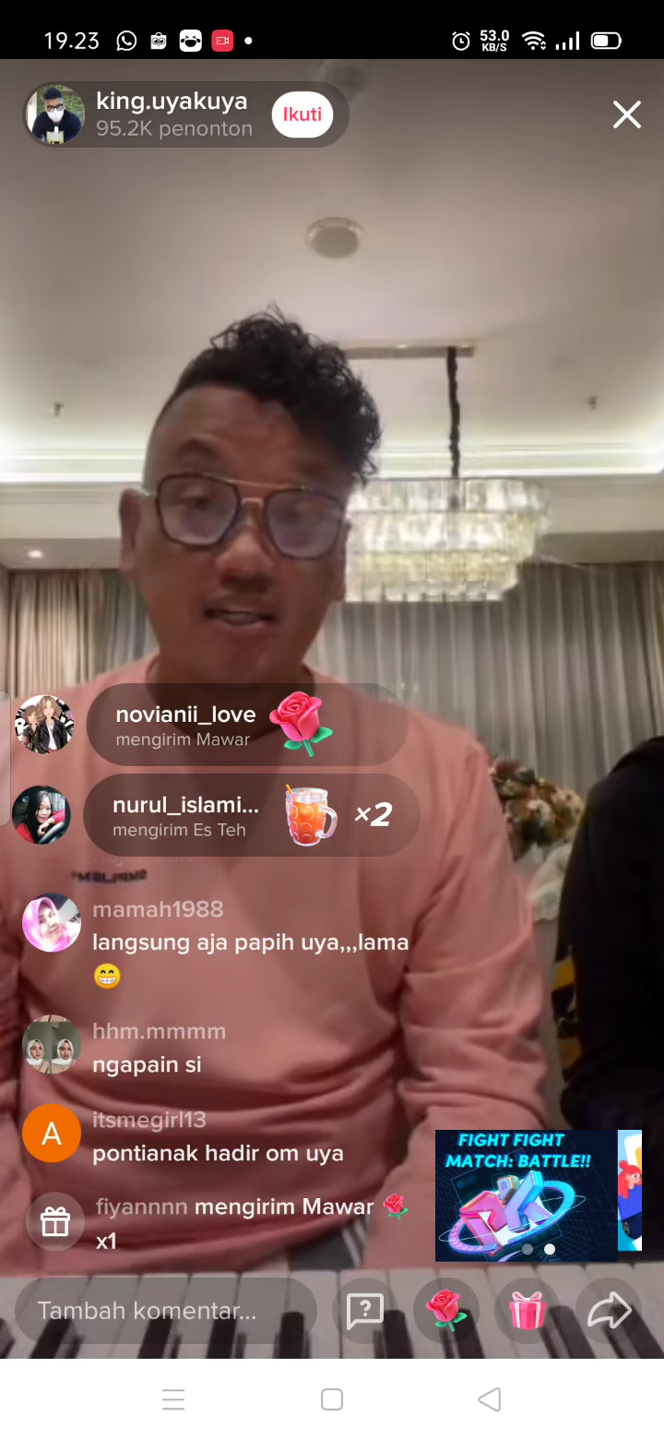 19.23
53.0
KB/S
king.uyakuya
95.2K penonton
Ikuti
novianii_love
mengirim Mawar
nurul_islami...
mengirim Es Teh
×2
mamah1988
langsung aja papih uya,,,lama
😁
hhm.mmmm
ngapain si
itsmegirl13
A
pontianak hadir om uya
fiyannnn mengirim Mawar
x1
FIGHT FIGHT
MATCH: BATTLE!!
Tambah komentar...